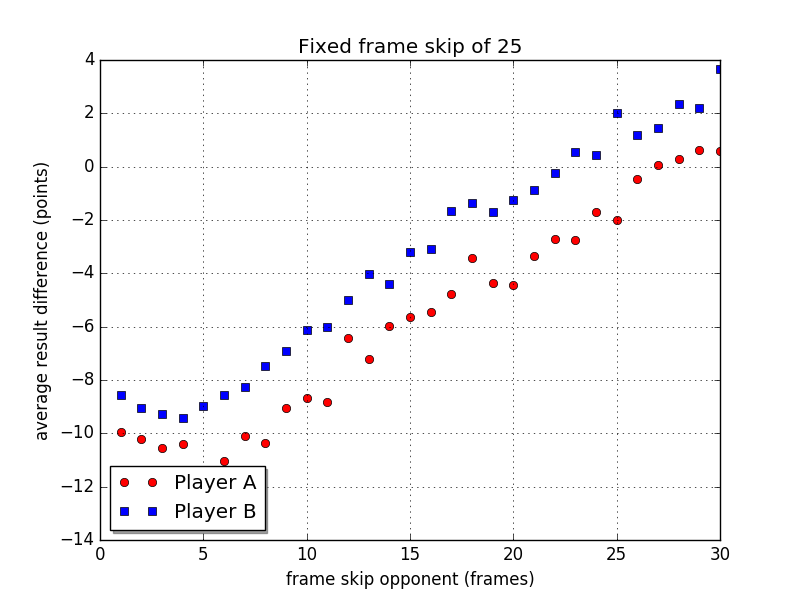 Fixed frame skip of 25
4
2
0
−2
−4
−6
−8
−10
−12
−14
average result difference (points)
Player A
Player B
0 5 10 15 20 25 30
frame skip opponent (frames)